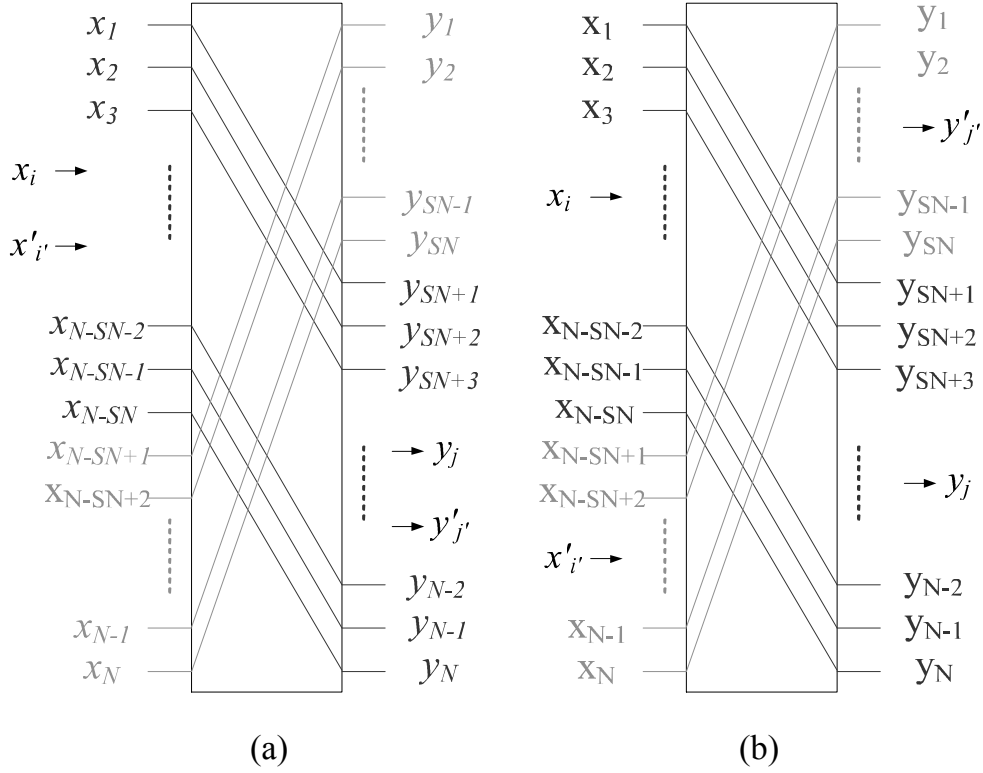 x1 y1 x1 y1
x2 y2 x2 y2
x3 x3
y'j'
xi xi
ySN-1 ySN-1
x'i' ySN ySN
ySN+1 ySN+1
xN-SN-2 ySN+2 xN-SN-2 ySN+2
xN-SN-1 ySN+3 xN-SN-1 ySN+3
xN-SN xN-SN
xN-SN+1 yj xN-SN+1
xN-SN+2 xN-SN+2 yj
y'j'
x'i'
yN-2 yN-2
xN-1 yN-1 xN-1 yN-1
xN yN xN yN
(a) (b)